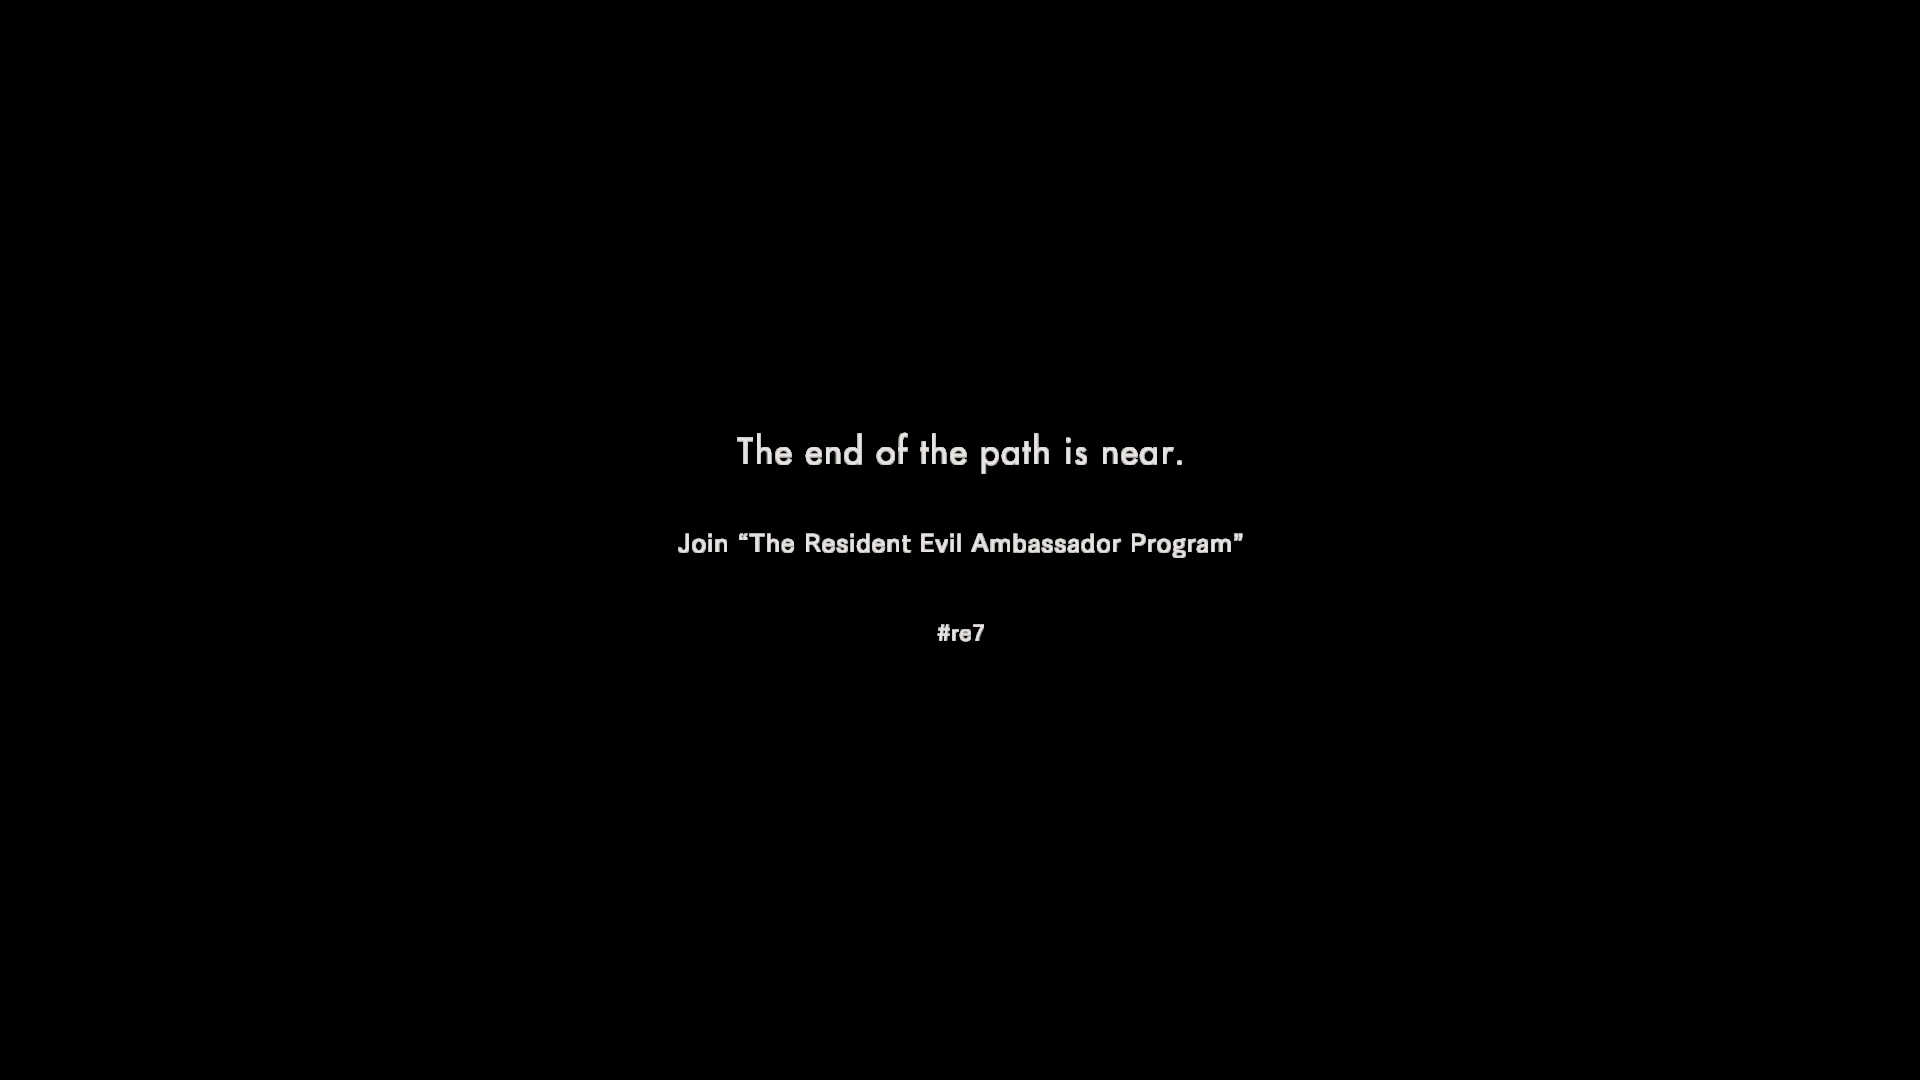 The end of the path is near.
Join “The Resident Evil Ambassador Program”
#re7